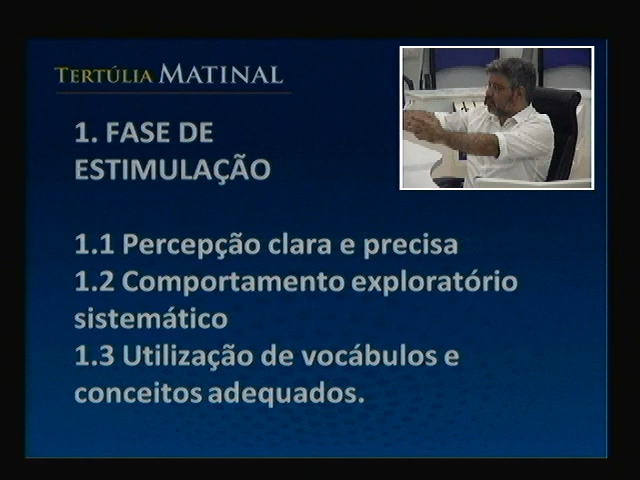 TERTÚLIA MATINAL
1. FASE DE
ESTIMULAÇÃO
1.1 Percepção clara e precisa
1.2 Comportamento exploratório
sistemático
1.3 Utilização de vocábulos e
conceitos adequados.